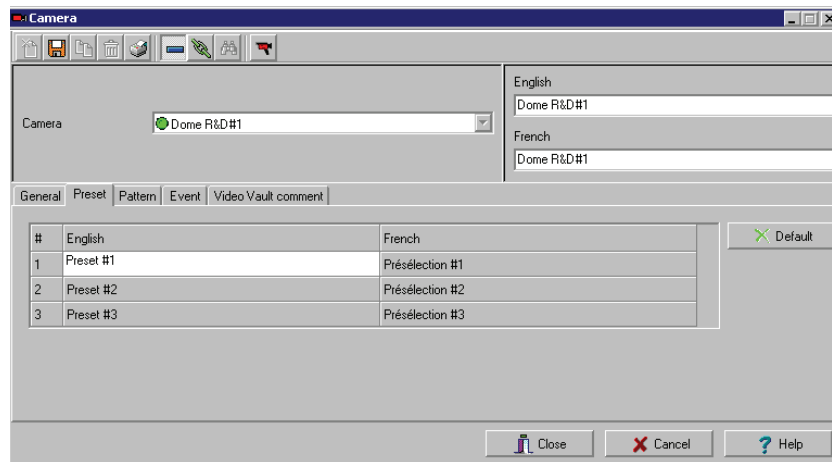 Camera
English
Dome R&D#1
Camera
Dome R&D#1
French
Dome R&D#1
General Preset Pattern Event Video Vault comment
# English French
1 Preset #1 Présélection #1
2 Preset #2 Présélection #2
3 Preset #3 Présélection #3
Default
Close Cancel Help